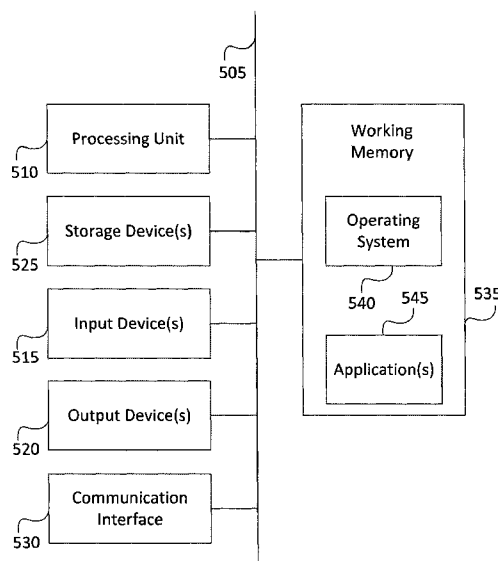 505
Processing Unit
510
Storage Device(s)
525
Input Device(s)
515
Output Device(s)
520
Communication
Interface
530
Working
Memory
Operating
System
540
545
535
Application(s)